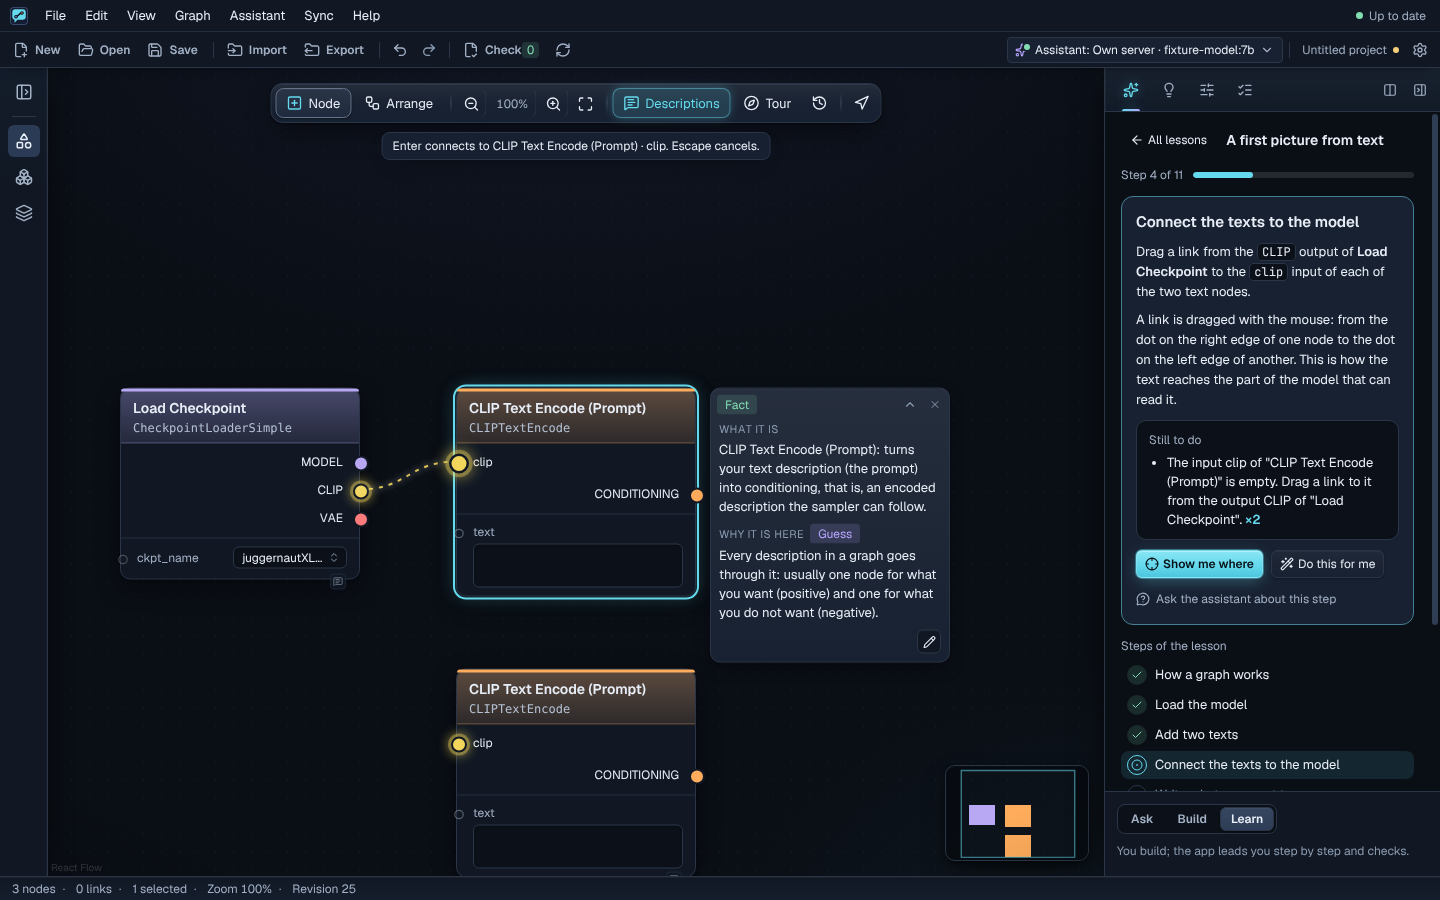 File Edit View Graph Assistant Sync Help
Up to date
New Open Save Import Export Check 0
Assistant: Own server · fixture-model:7b
Untitled project
Node Arrange 100% Descriptions Tour
Enter connects to CLIP Text Encode (Prompt) · clip. Escape cancels.
Load Checkpoint
CheckpointLoaderSimple
MODEL
CLIP
VAE
ckpt_name juggernautXL...
CLIP Text Encode (Prompt)
CLIPTextEncode
clip
CONDITIONING
text
Fact
WHAT IT IS
CLIP Text Encode (Prompt): turns
your text description (the prompt)
into conditioning, that is, an encoded
description the sampler can follow.
WHY IT IS HERE Guess
Every description in a graph goes
through it: usually one node for what
you want (positive) and one for what
you do not want (negative).
CLIP Text Encode (Prompt)
CLIPTextEncode
clip
CONDITIONING
text
React Flow
All lessons A first picture from text
Step 4 of 11
Connect the texts to the model
Drag a link from the CLIP output of Load
Checkpoint to the clip input of each of
the two text nodes.
A link is dragged with the mouse: from the
dot on the right edge of one node to the dot
on the left edge of another. This is how the
text reaches the part of the model that can
read it.
Still to do
• The input clip of "CLIP Text Encode
(Prompt)" is empty. Drag a link to it
from the output CLIP of "Load
Checkpoint". ×2
Show me where Do this for me
Ask the assistant about this step
Steps of the lesson
How a graph works
Load the model
Add two texts
Connect the texts to the model
Ask Build Learn
You build; the app leads you step by step and checks.
3 nodes · 0 links · 1 selected · Zoom 100% · Revision 25